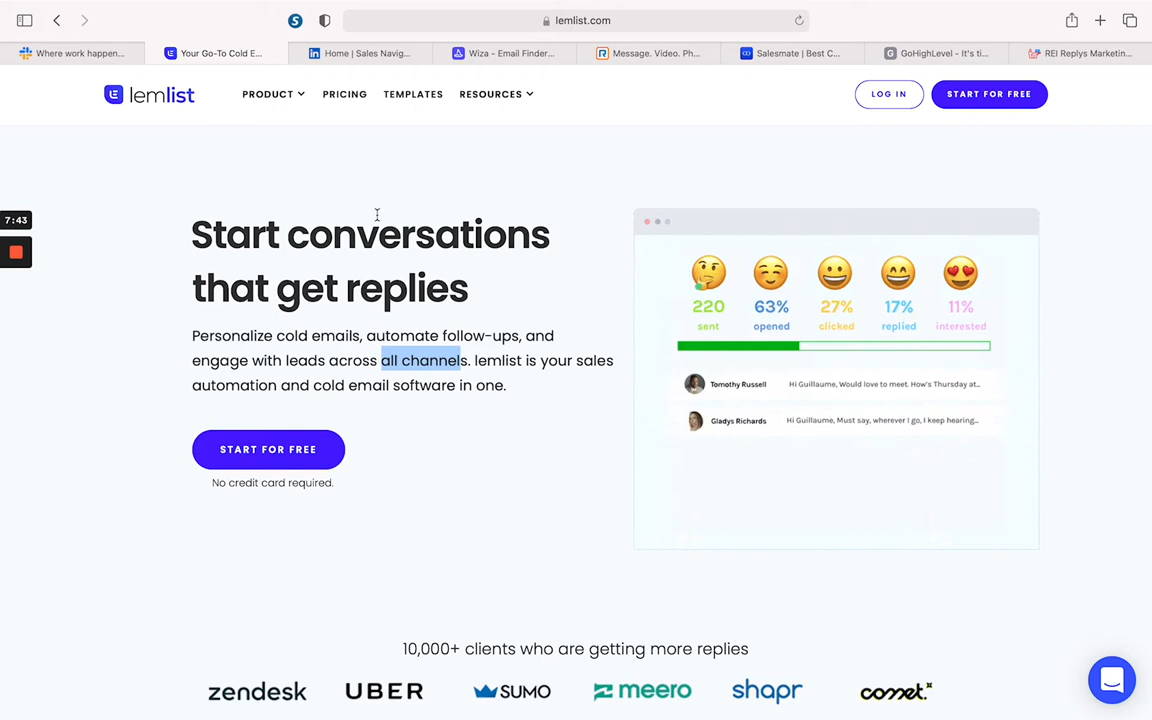 lemlist.com
Where work happen...
Your Go-To Cold E...
Home | Sales Navig...
Wiza - Email Finder...
Message. Video. Ph...
Salesmate | Best C...
GoHighLevel - It's ti...
REI Replys Marketin...
lemlist
PRODUCT
PRICING
TEMPLATES
RESOURCES
LOG IN
START FOR FREE
7:43
Start conversations
that get replies
Personalize cold emails, automate follow-ups, and
engage with leads across all channels. lemlist is your sales
automation and cold email software in one.
START FOR FREE
No credit card required.
220 63% 27% 17% 11%
sent opened clicked replied interested
Tomothy Russell Hi Guillaume, Would love to meet. How's Thursday at...
Gladys Richards Hi Guillaume, Must say, wherever I go, I keep hearing...
10,000+ clients who are getting more replies
zendesk UBER SUMO meero shapr comet